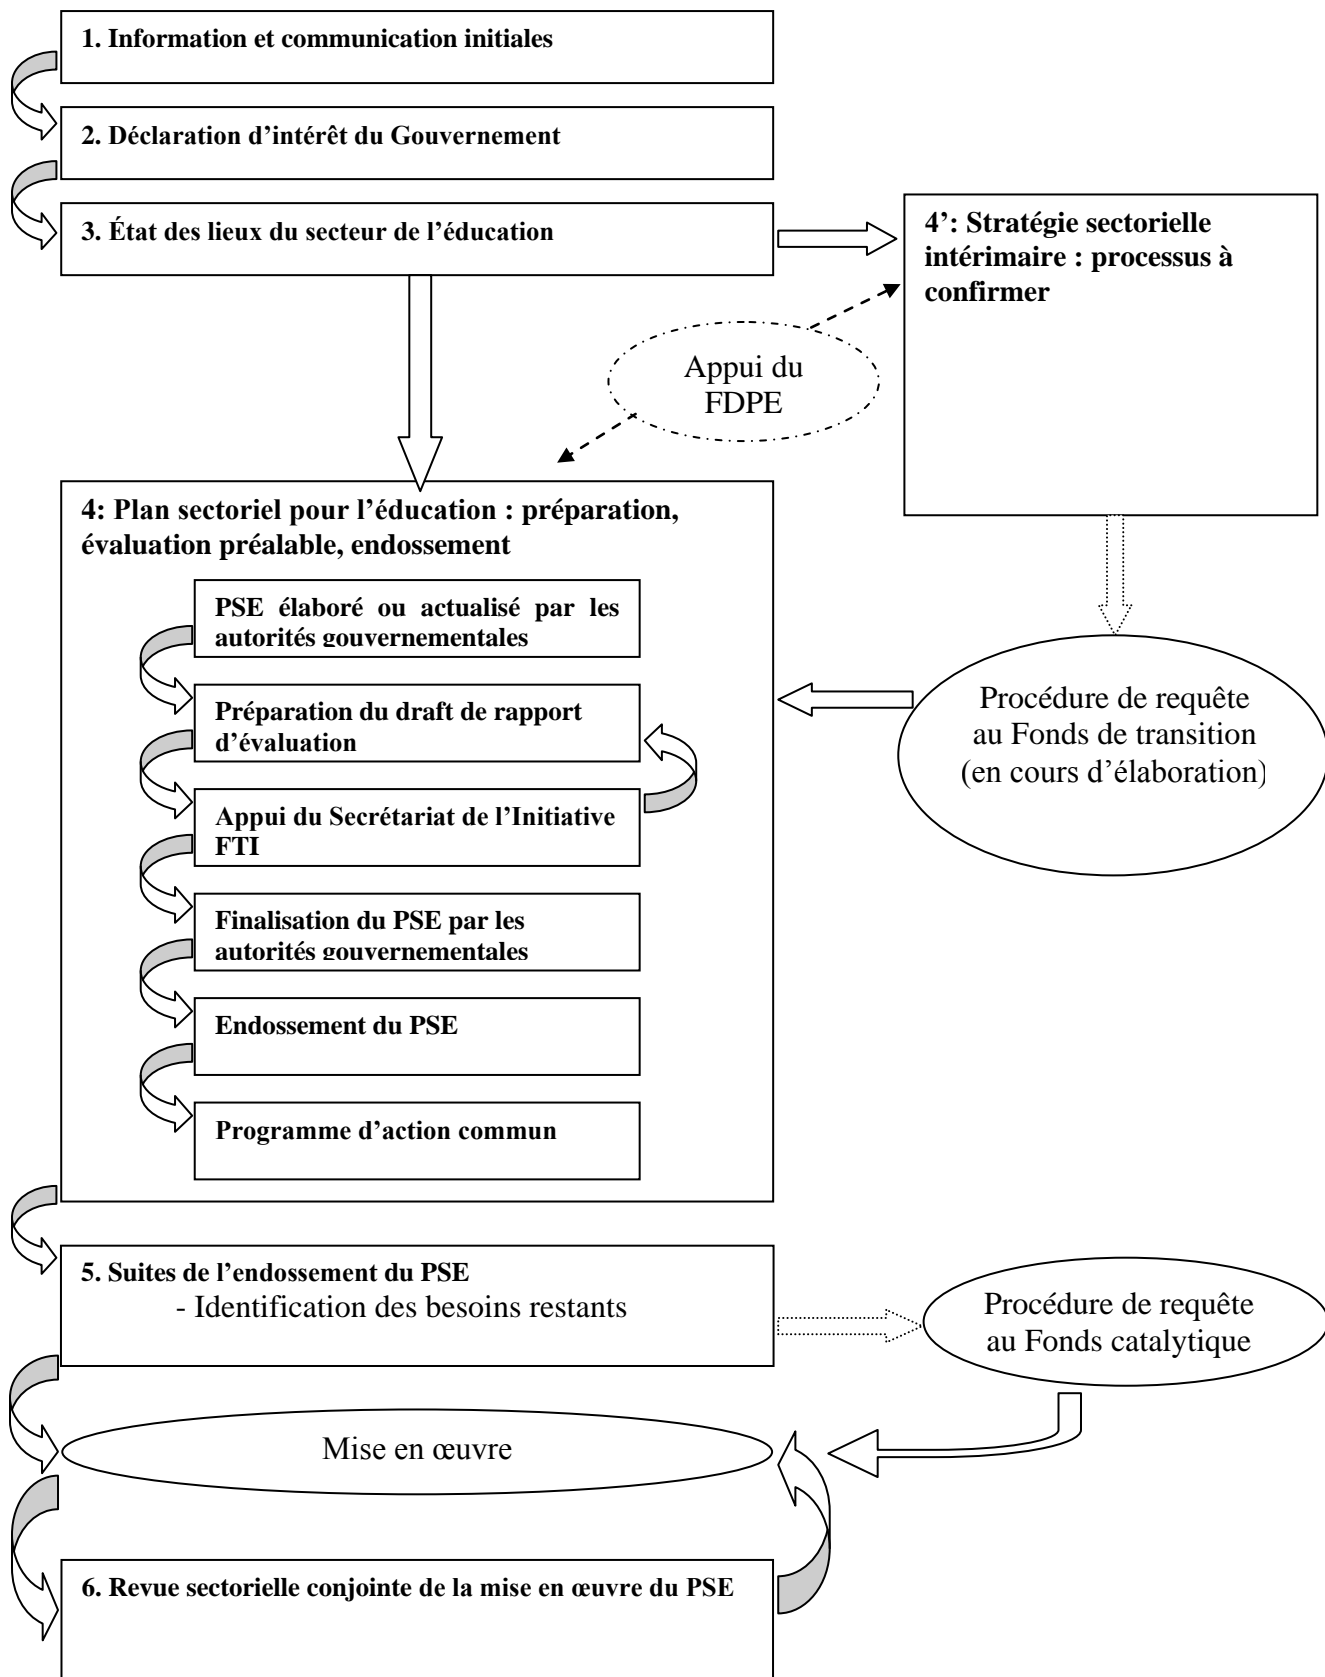 1. Information et communication initiales
2. Déclaration d’intérêt du Gouvernement
3. État des lieux du secteur de l’éducation
4’: Stratégie sectorielle
intérimaire : processus à
confirmer
Appui du
FDPE
4: Plan sectoriel pour l’éducation : préparation,
évaluation préalable, endossement
PSE élaboré ou actualisé par les
autorités gouvernementales
Préparation du draft de rapport
d’évaluation
Appui du Secrétariat de l’Initiative
FTI
Finalisation du PSE par les
autorités gouvernementales
Endossement du PSE
Programme d’action commun
Procédure de requête
au Fonds de transition
(en cours d’élaboration)
5. Suites de l’endossement du PSE
- Identification des besoins restants
Procédure de requête
au Fonds catalytique
Mise en œuvre
6. Revue sectorielle conjointe de la mise en œuvre du PSE